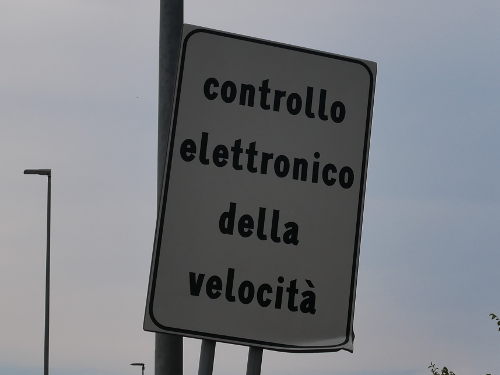 controllo
elettronico
della
velocità